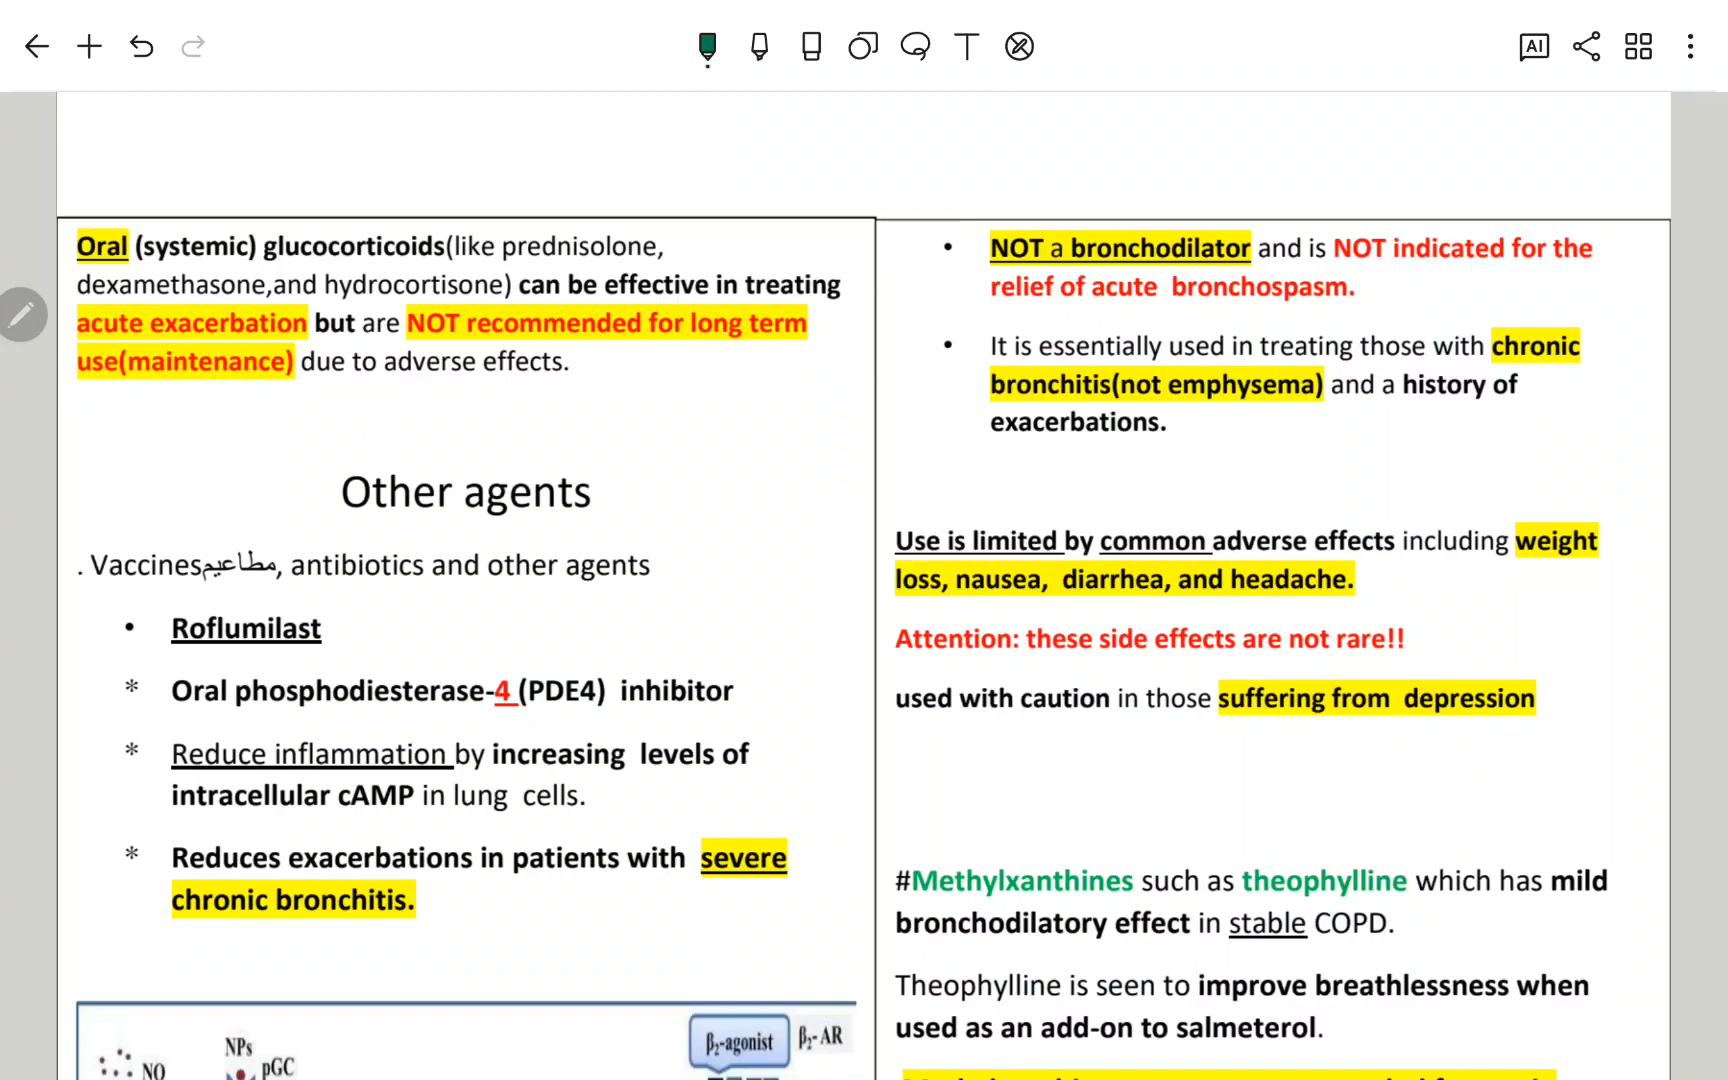 AI
Oral (systemic) glucocorticoids(like prednisolone,
dexamethasone,and hydrocortisone) can be effective in treating
acute exacerbation but are NOT recommended for long term
use(maintenance) due to adverse effects.
Other agents
. Vaccinesمطاعيم, antibiotics and other agents
• Roflumilast
* Oral phosphodiesterase-4 (PDE4) inhibitor
* Reduce inflammation by increasing levels of
intracellular cAMP in lung cells.
* Reduces exacerbations in patients with severe
chronic bronchitis.
NPs
pGC
NO
β2-agonist
β2-AR
• NOT a bronchodilator and is NOT indicated for the
relief of acute bronchospasm.
• It is essentially used in treating those with chronic
bronchitis(not emphysema) and a history of
exacerbations.
Use is limited by common adverse effects including weight
loss, nausea, diarrhea, and headache.
Attention: these side effects are not rare!!
used with caution in those suffering from depression
#Methylxanthines such as theophylline which has mild
bronchodilatory effect in stable COPD.
Theophylline is seen to improve breathlessness when
used as an add-on to salmeterol.